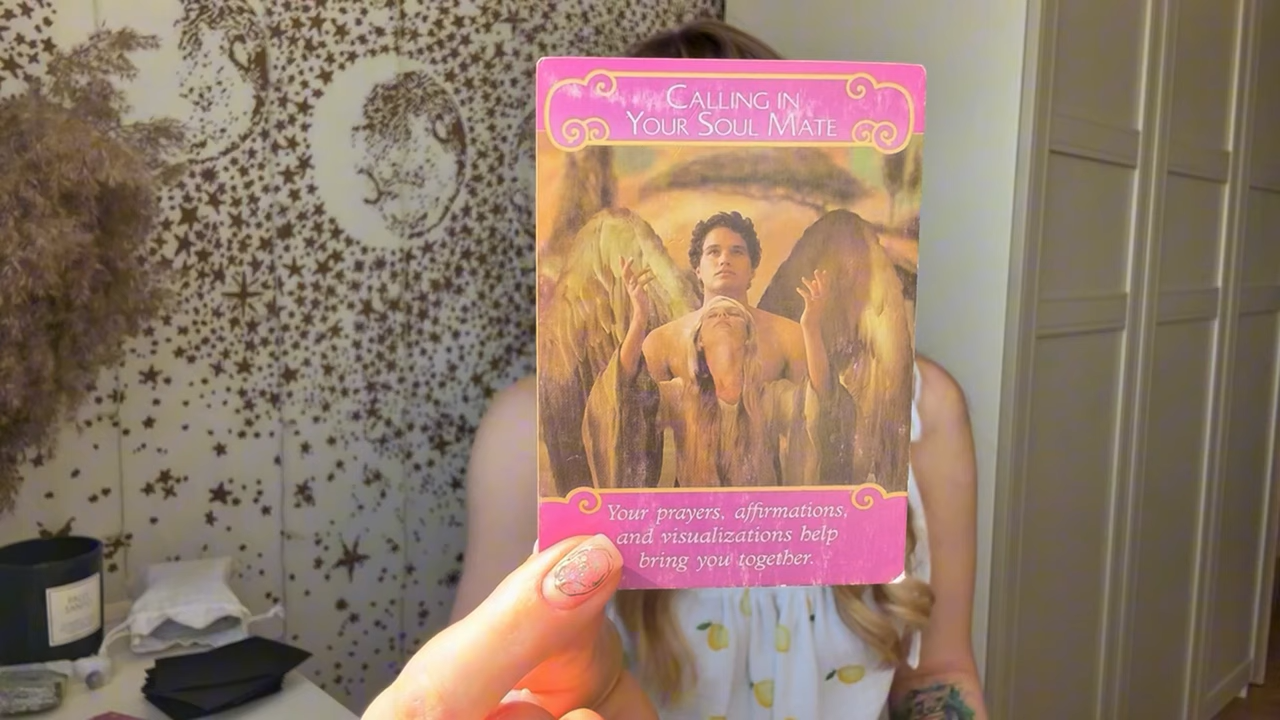 CALLING IN
YOUR SOUL MATE
Your prayers, affirmations,
and visualizations help
bring you together.